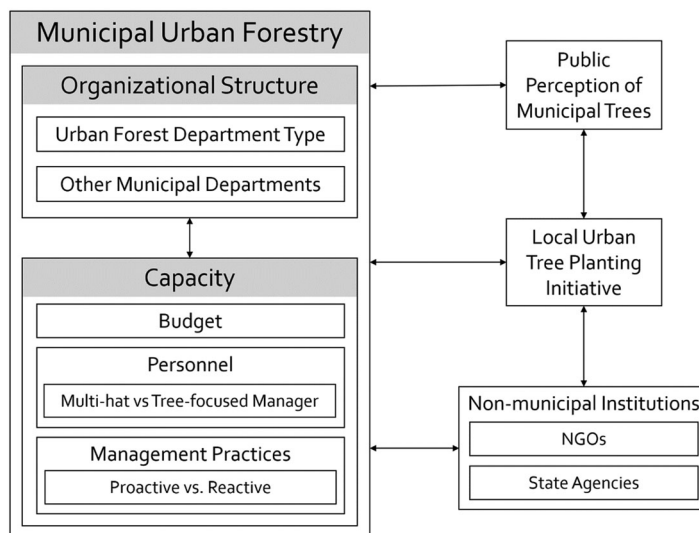 Municipal Urban Forestry
Organizational Structure
Urban Forest Department Type
Other Municipal Departments
Capacity
Budget
Personnel
Multi-hat vs Tree-focused Manager
Management Practices
Proactive vs. Reactive
Public
Perception of
Municipal Trees
Local Urban
Tree Planting
Initiative
Non-municipal Institutions
NGOs
State Agencies